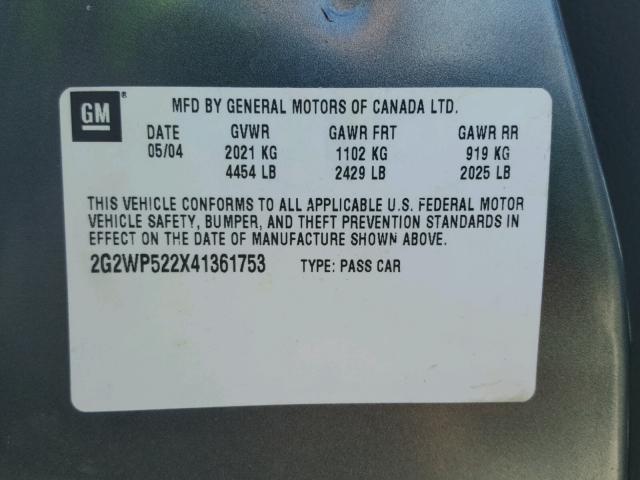 GM® MFD BY GENERAL MOTORS OF CANADA LTD.
DATE GVWR GAWR FRT GAWR RR
05/04 2021 KG 1102 KG 919 KG
4454 LB 2429 LB 2025 LB
THIS VEHICLE CONFORMS TO ALL APPLICABLE U.S. FEDERAL MOTOR
VEHICLE SAFETY, BUMPER, AND THEFT PREVENTION STANDARDS IN
EFFECT ON THE DATE OF MANUFACTURE SHOWN ABOVE.
2G2WP522X41361753 TYPE: PASS CAR